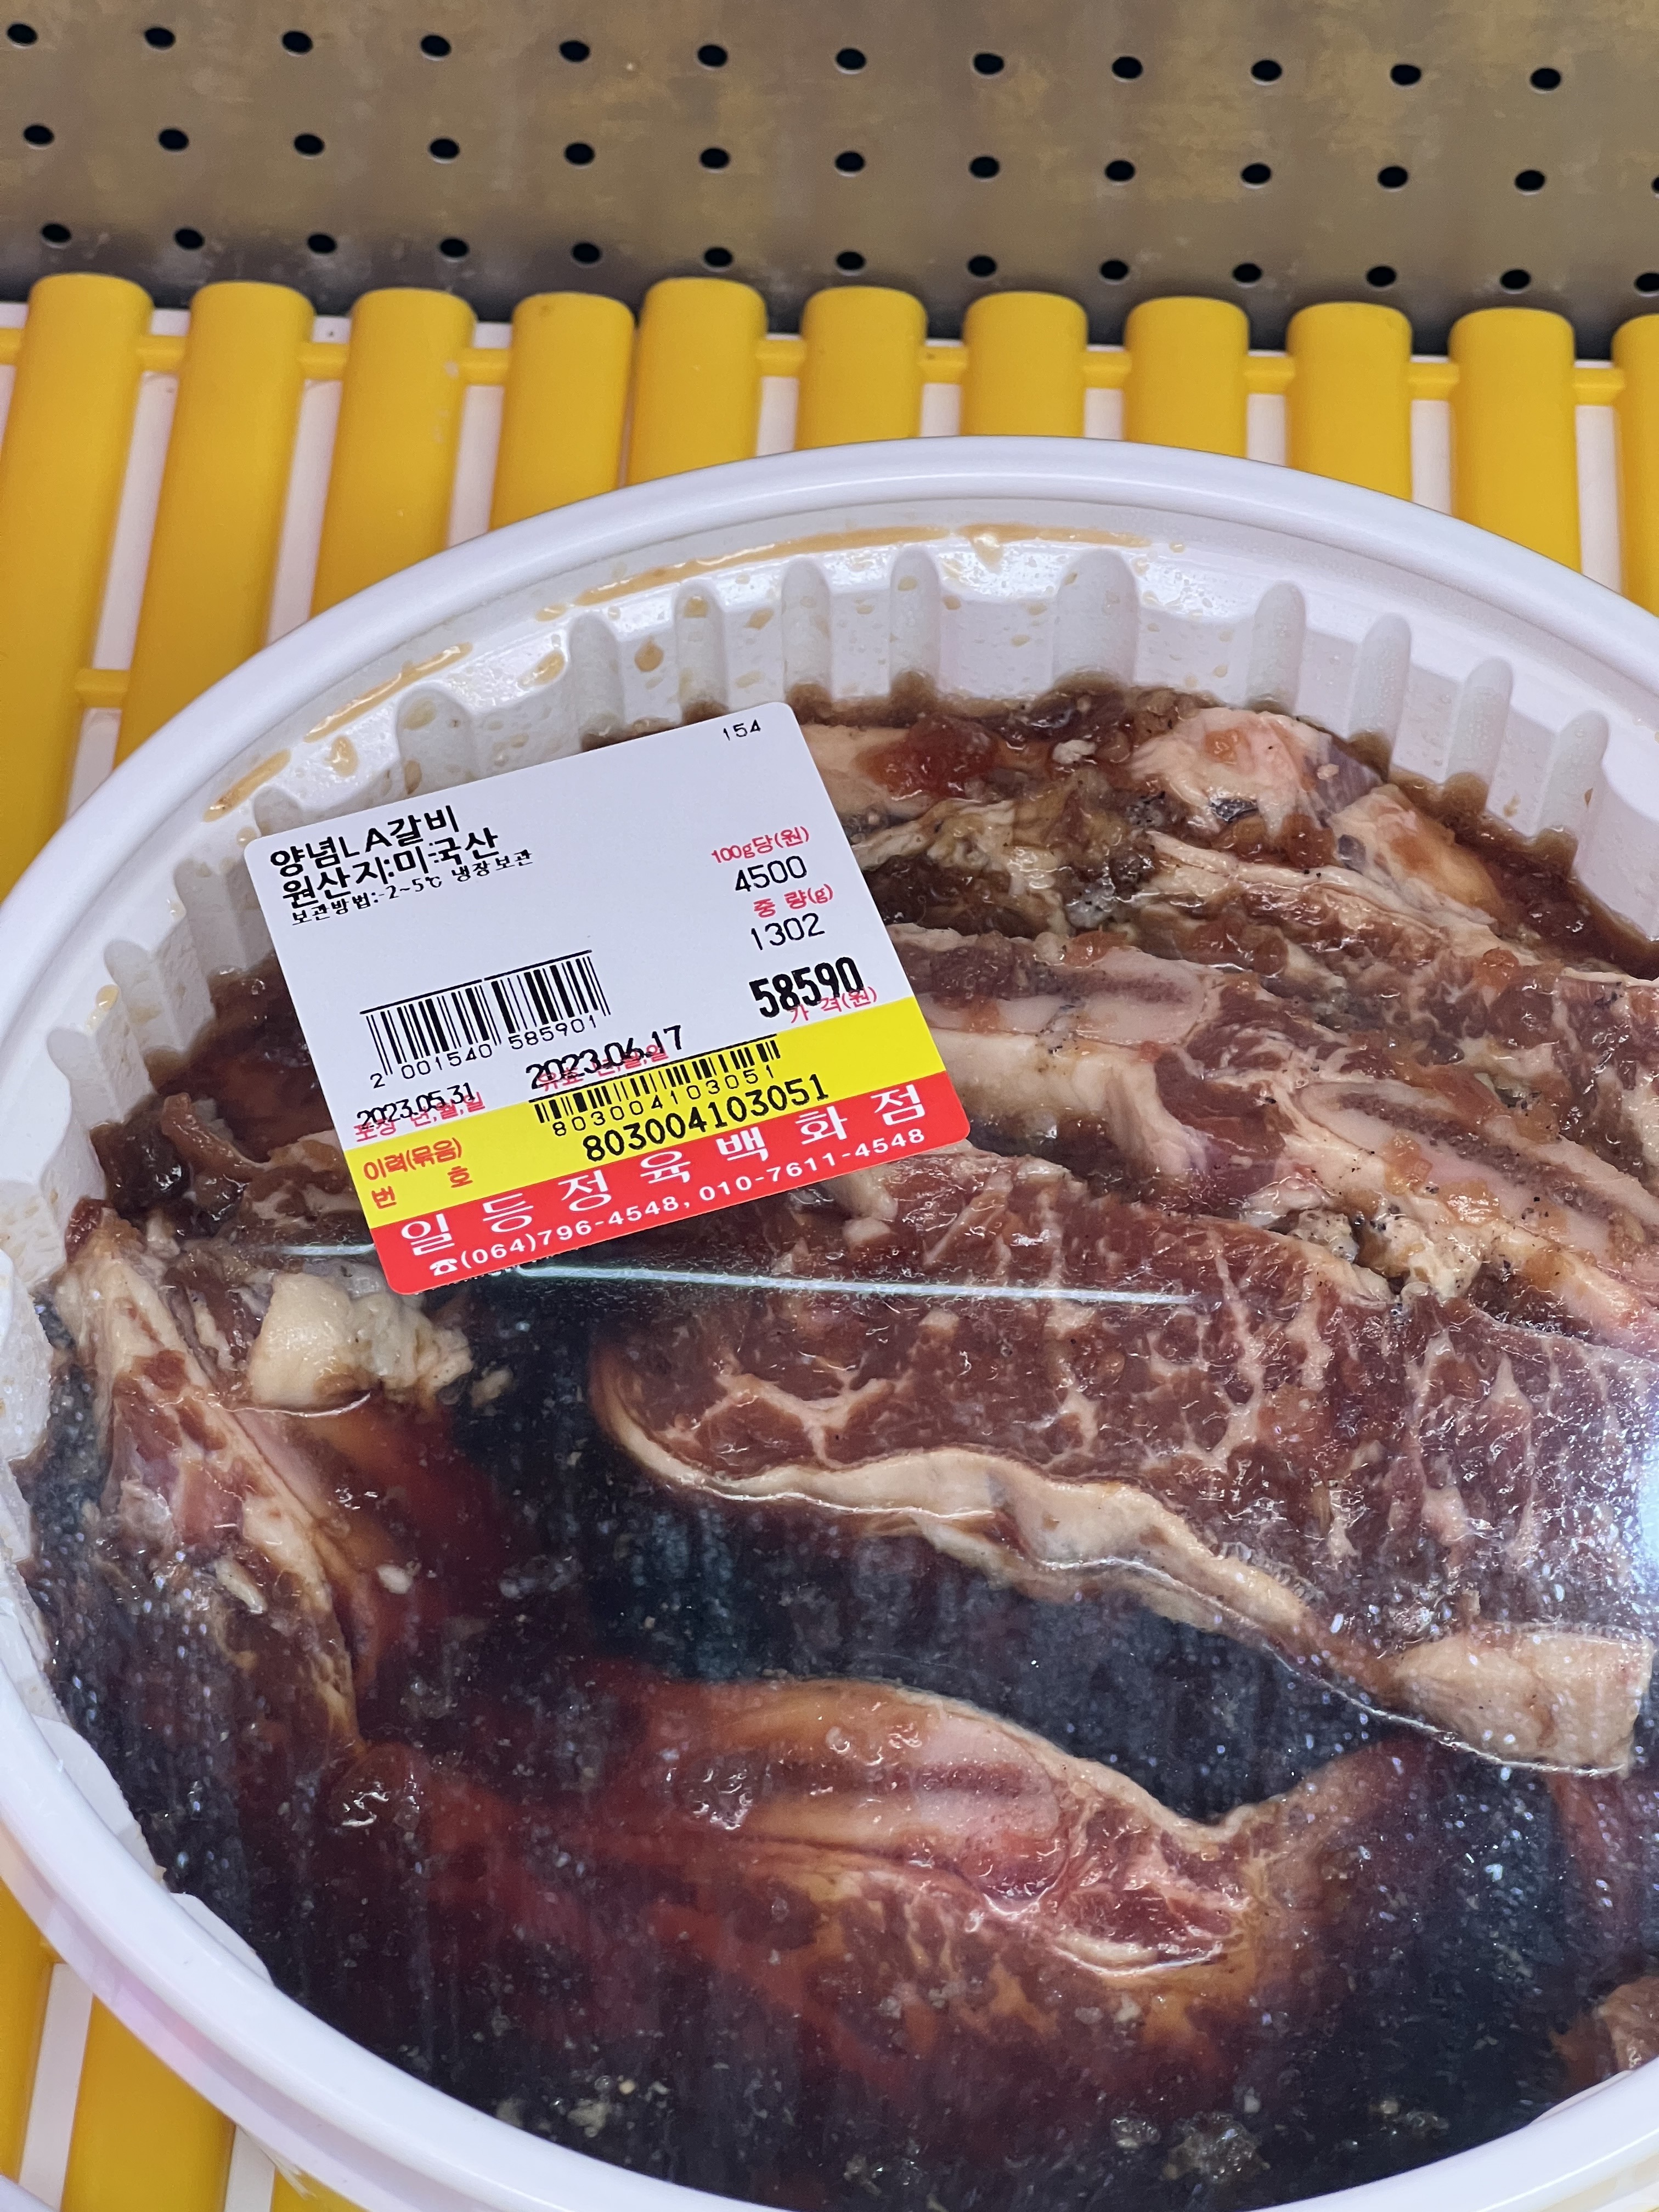 154
양념LA갈비
원산지:미국산
보관방법:-2~5℃ 냉장보관
100g당(원)
4500
중 량(g)
1302
58590
가 격(원)
2 001540 585901
2023.05.31
포장 년,월,일
2023.06.17
유효 년,월,일
803004103051
이력(묶음)
번 호
803004103051
일등정육백화점
☎(064)796-4548, 010-7611-4548